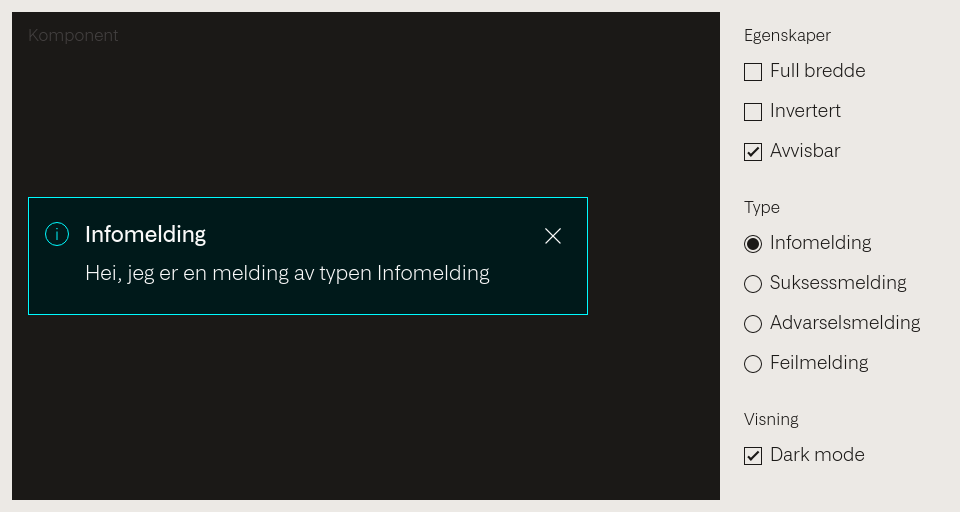 Komponent
Infomelding
Hei, jeg er en melding av typen Infomelding
Egenskaper
Full bredde
Invertert
Avvisbar
Type
Infomelding
Suksessmelding
Advarselsmelding
Feilmelding
Visning
Dark mode